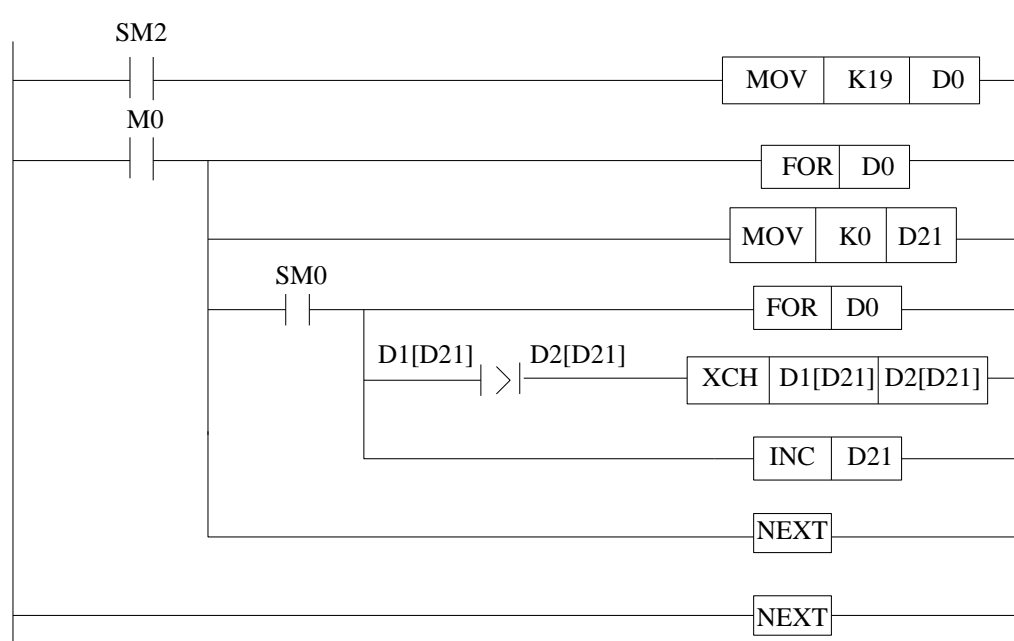 SM2
MOV K19 D0
M0
FOR D0
MOV K0 D21
SM0
FOR D0
D1[D21] > D2[D21] XCH D1[D21] D2[D21]
INC D21
NEXT
NEXT